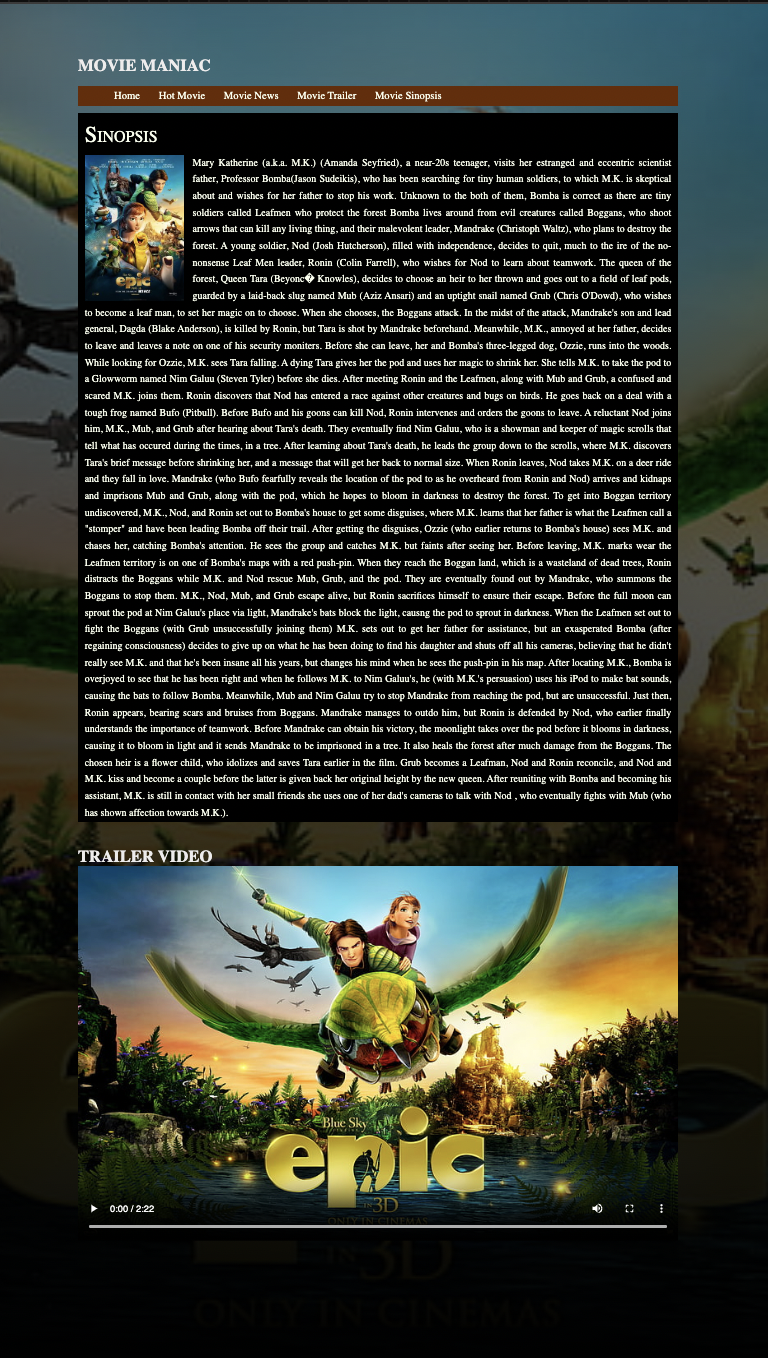 MOVIE MANIAC
Home Hot Movie Movie News Movie Trailer Movie Sinopsis
Sinopsis
epic
Mary Katherine (a.k.a. M.K.) (Amanda Seyfried), a near-20s teenager, visits her estranged and eccentric scientist
father, Professor Bomba(Jason Sudeikis), who has been searching for tiny human soldiers, to which M.K. is skeptical
about and wishes for her father to stop his work. Unknown to the both of them, Bomba is correct as there are tiny
soldiers called Leafmen who protect the forest Bomba lives around from evil creatures called Boggans, who shoot
arrows that can kill any living thing, and their malevolent leader, Mandrake (Christoph Waltz), who plans to destroy the
forest. A young soldier, Nod (Josh Hutcherson), filled with independence, decides to quit, much to the ire of the no-
nonsense Leaf Men leader, Ronin (Colin Farrell), who wishes for Nod to learn about teamwork. The queen of the
forest, Queen Tara (Beyonc� Knowles), decides to choose an heir to her thrown and goes out to a field of leaf pods,
guarded by a laid-back slug named Mub (Aziz Ansari) and an uptight snail named Grub (Chris O'Dowd), who wishes
to become a leaf man, to set her magic on to choose. When she chooses, the Boggans attack. In the midst of the attack, Mandrake's son and lead
general, Dagda (Blake Anderson), is killed by Ronin, but Tara is shot by Mandrake beforehand. Meanwhile, M.K., annoyed at her father, decides
to leave and leaves a note on one of his security moniters. Before she can leave, her and Bomba's three-legged dog, Ozzie, runs into the woods.
While looking for Ozzie, M.K. sees Tara falling. A dying Tara gives her the pod and uses her magic to shrink her. She tells M.K. to take the pod to
a Glowworm named Nim Galuu (Steven Tyler) before she dies. After meeting Ronin and the Leafmen, along with Mub and Grub, a confused and
scared M.K. joins them. Ronin discovers that Nod has entered a race against other creatures and bugs on birds. He goes back on a deal with a
tough frog named Bufo (Pitbull). Before Bufo and his goons can kill Nod, Ronin intervenes and orders the goons to leave. A reluctant Nod joins
him, M.K., Mub, and Grub after hearing about Tara's death. They eventually find Nim Galuu, who is a showman and keeper of magic scrolls that
tell what has occured during the times, in a tree. After learning about Tara's death, he leads the group down to the scrolls, where M.K. discovers
Tara's brief message before shrinking her, and a message that will get her back to normal size. When Ronin leaves, Nod takes M.K. on a deer ride
and they fall in love. Mandrake (who Bufo fearfully reveals the location of the pod to as he overheard from Ronin and Nod) arrives and kidnaps
and imprisons Mub and Grub, along with the pod, which he hopes to bloom in darkness to destroy the forest. To get into Boggan territory
undiscovered, M.K., Nod, and Ronin set out to Bomba's house to get some disguises, where M.K. learns that her father is what the Leafmen call a
"stomper" and have been leading Bomba off their trail. After getting the disguises, Ozzie (who earlier returns to Bomba's house) sees M.K. and
chases her, catching Bomba's attention. He sees the group and catches M.K. but faints after seeing her. Before leaving, M.K. marks wear the
Leafmen territory is on one of Bomba's maps with a red push-pin. When they reach the Boggan land, which is a wasteland of dead trees, Ronin
distracts the Boggans while M.K. and Nod rescue Mub, Grub, and the pod. They are eventually found out by Mandrake, who summons the
Boggans to stop them. M.K., Nod, Mub, and Grub escape alive, but Ronin sacrifices himself to ensure their escape. Before the full moon can
sprout the pod at Nim Galuu's place via light, Mandrake's bats block the light, causng the pod to sprout in darkness. When the Leafmen set out to
fight the Boggans (with Grub unsuccessfully joining them) M.K. sets out to get her father for assistance, but an exasperated Bomba (after
regaining consciousness) decides to give up on what he has been doing to find his daughter and shuts off all his cameras, believing that he didn't
really see M.K. and that he's been insane all his years, but changes his mind when he sees the push-pin in his map. After locating M.K., Bomba is
overjoyed to see that he has been right and when he follows M.K. to Nim Galuu's, he (with M.K.'s persuation) uses his iPod to make bat sounds,
causing the bats to follow Bomba. Meanwhile, Mub and Nim Galuu try to stop Mandrake from reaching the pod, but are unsuccessful. Just then,
Ronin appears, bearing scars and bruises from Boggans. Mandrake manages to outdo him, but Ronin is defended by Nod, who earlier finally
understands the importance of teamwork. Before Mandrake can obtain his victory, the moonlight takes over the pod before it blooms in darkness,
causing it to bloom in light and it sends Mandrake to be imprisoned in a tree. It also heals the forest after much damage from the Boggans. The
chosen heir is a flower child, who idolizes and saves Tara earlier in the film. Grub becomes a Leafman, Nod and Ronin reconcile, and Nod and
M.K. kiss and become a couple before the latter is given back her original height by the new queen. After reuniting with Bomba and becoming his
assistant, M.K. is still in contact with her small friends she uses one of her dad's cameras to talk with Nod , who eventually fights with Mub (who
has shown affection towards M.K.).
TRAILER VIDEO
Blue Sky
epic
IN 3D
ONLY IN CINEMAS
0:00 / 2:22
IN 3D
ONLY IN CINEMAS